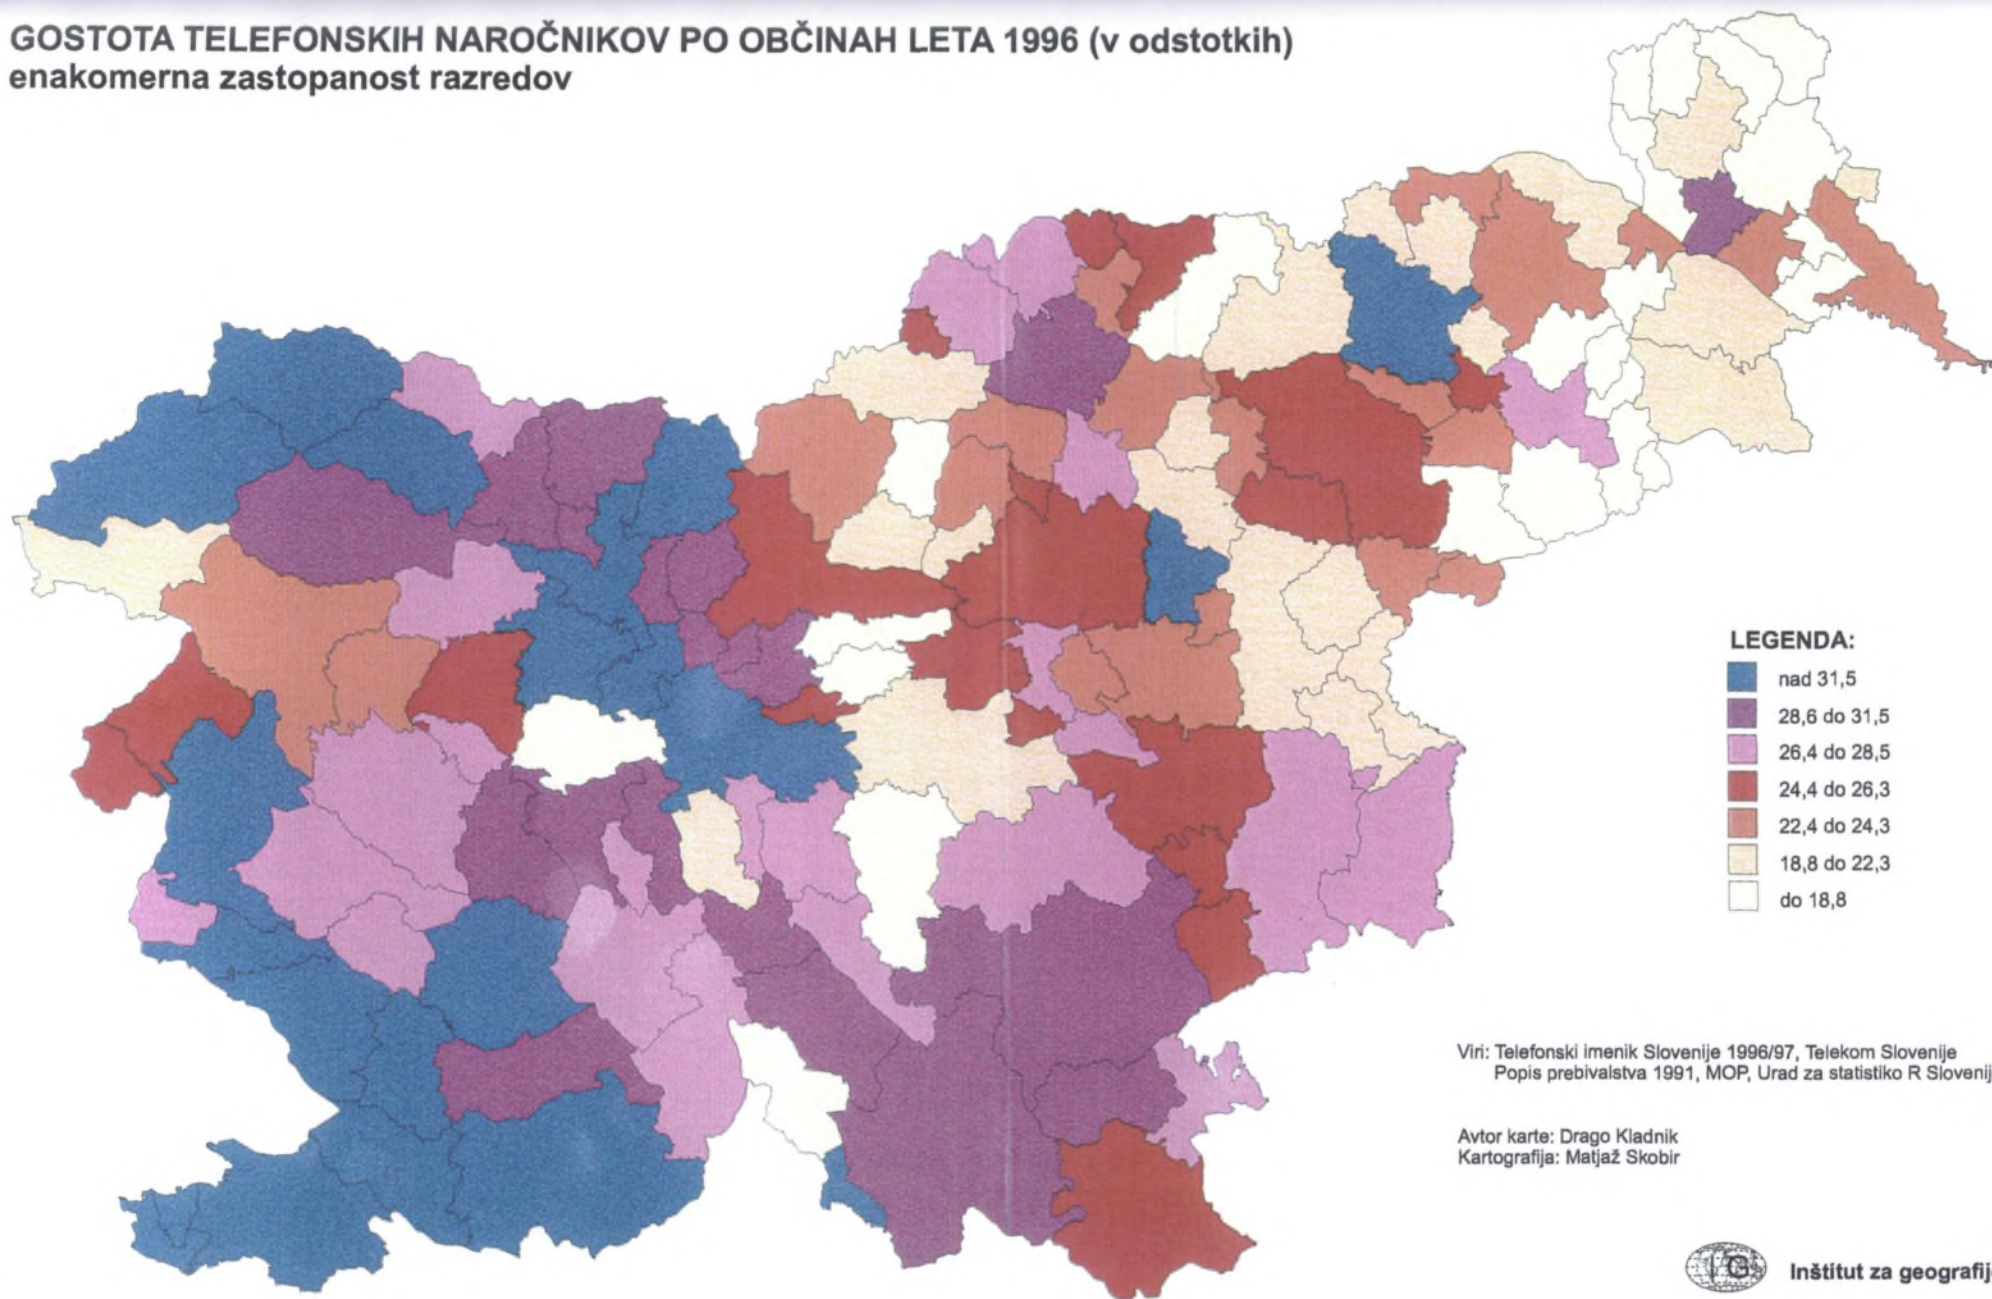 GOSTOTA TELEFONSKIH NAROČNIKOV PO OBČINAH LETA 1996 (v odstotkih)
enakomerna zastopanost razredov
LEGENDA:
nad 31,5
28,6 do 31,5
26,4 do 28,5
24,4 do 26,3
22,4 do 24,3
18,8 do 22,3
do 18,8
Viri: Telefonski imenik Slovenije 1996/97, Telekom Slovenije
Popis prebivalstva 1991, MOP, Urad za statistiko R Slovenij
Avtor karte: Drago Kladnik
Kartografija: Matjaž Skobir
Inštitut za geografij